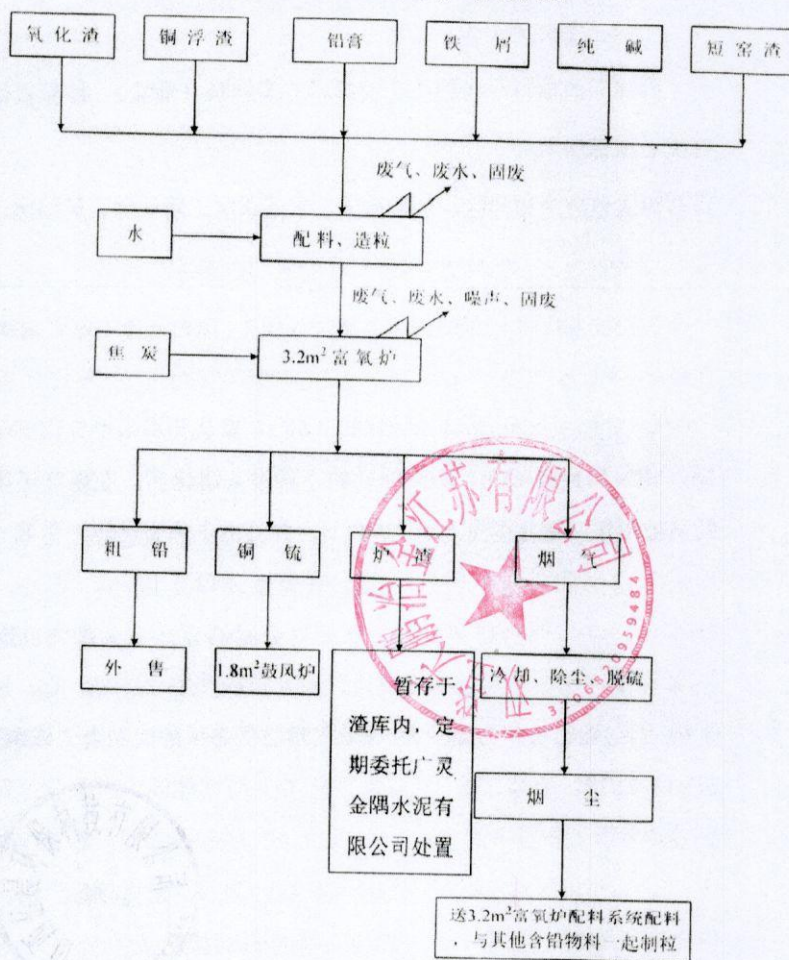 氧化渣
铜浮渣
铅膏
铁屑
纯碱
短窑渣
废气、废水、固废
水
配料、造粒
废气、废水、噪声、固废
焦炭
3.2m²富氧炉
粗铅
铜锍
炉渣
烟气
外售
1.8m²鼓风炉
暂存于
渣库内，定
期委托广灵
金隅水泥有
限公司处置
冷却、除尘、脱硫
烟尘
送3.2m²富氧炉配料系统配料
，与其他含铅物料一起制粒
江苏有限公司